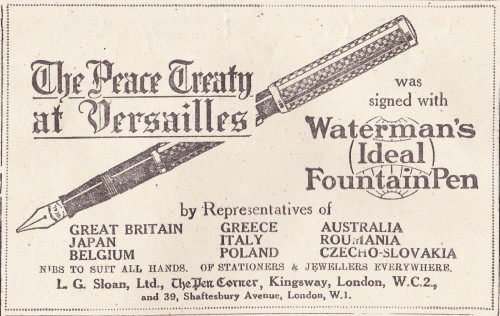 The Peace Treaty
at Versailles
was
signed with
Waterman's
(Ideal)
FountainPen
by Representatives of
GREAT BRITAIN GREECE AUSTRALIA
JAPAN ITALY ROUMANIA
BELGIUM POLAND CZECHO-SLOVAKIA
NIBS TO SUIT ALL HANDS. OF STATIONERS & JEWELLERS EVERYWHERE.
L. G. Sloan, Ltd., The Pen Corner, Kingsway, London, W.C.2.,
and 39, Shaftesbury Avenue, London, W.1.